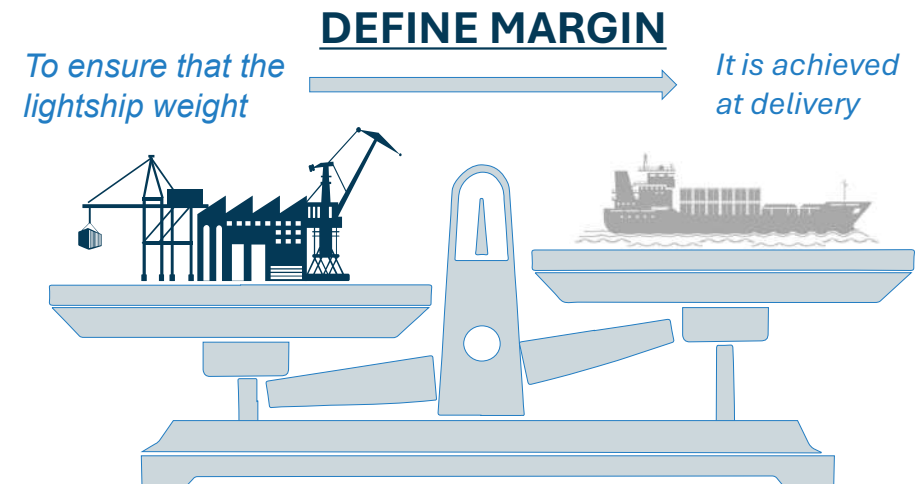 DEFINE MARGIN
To ensure that the
lightship weight
It is achieved
at delivery